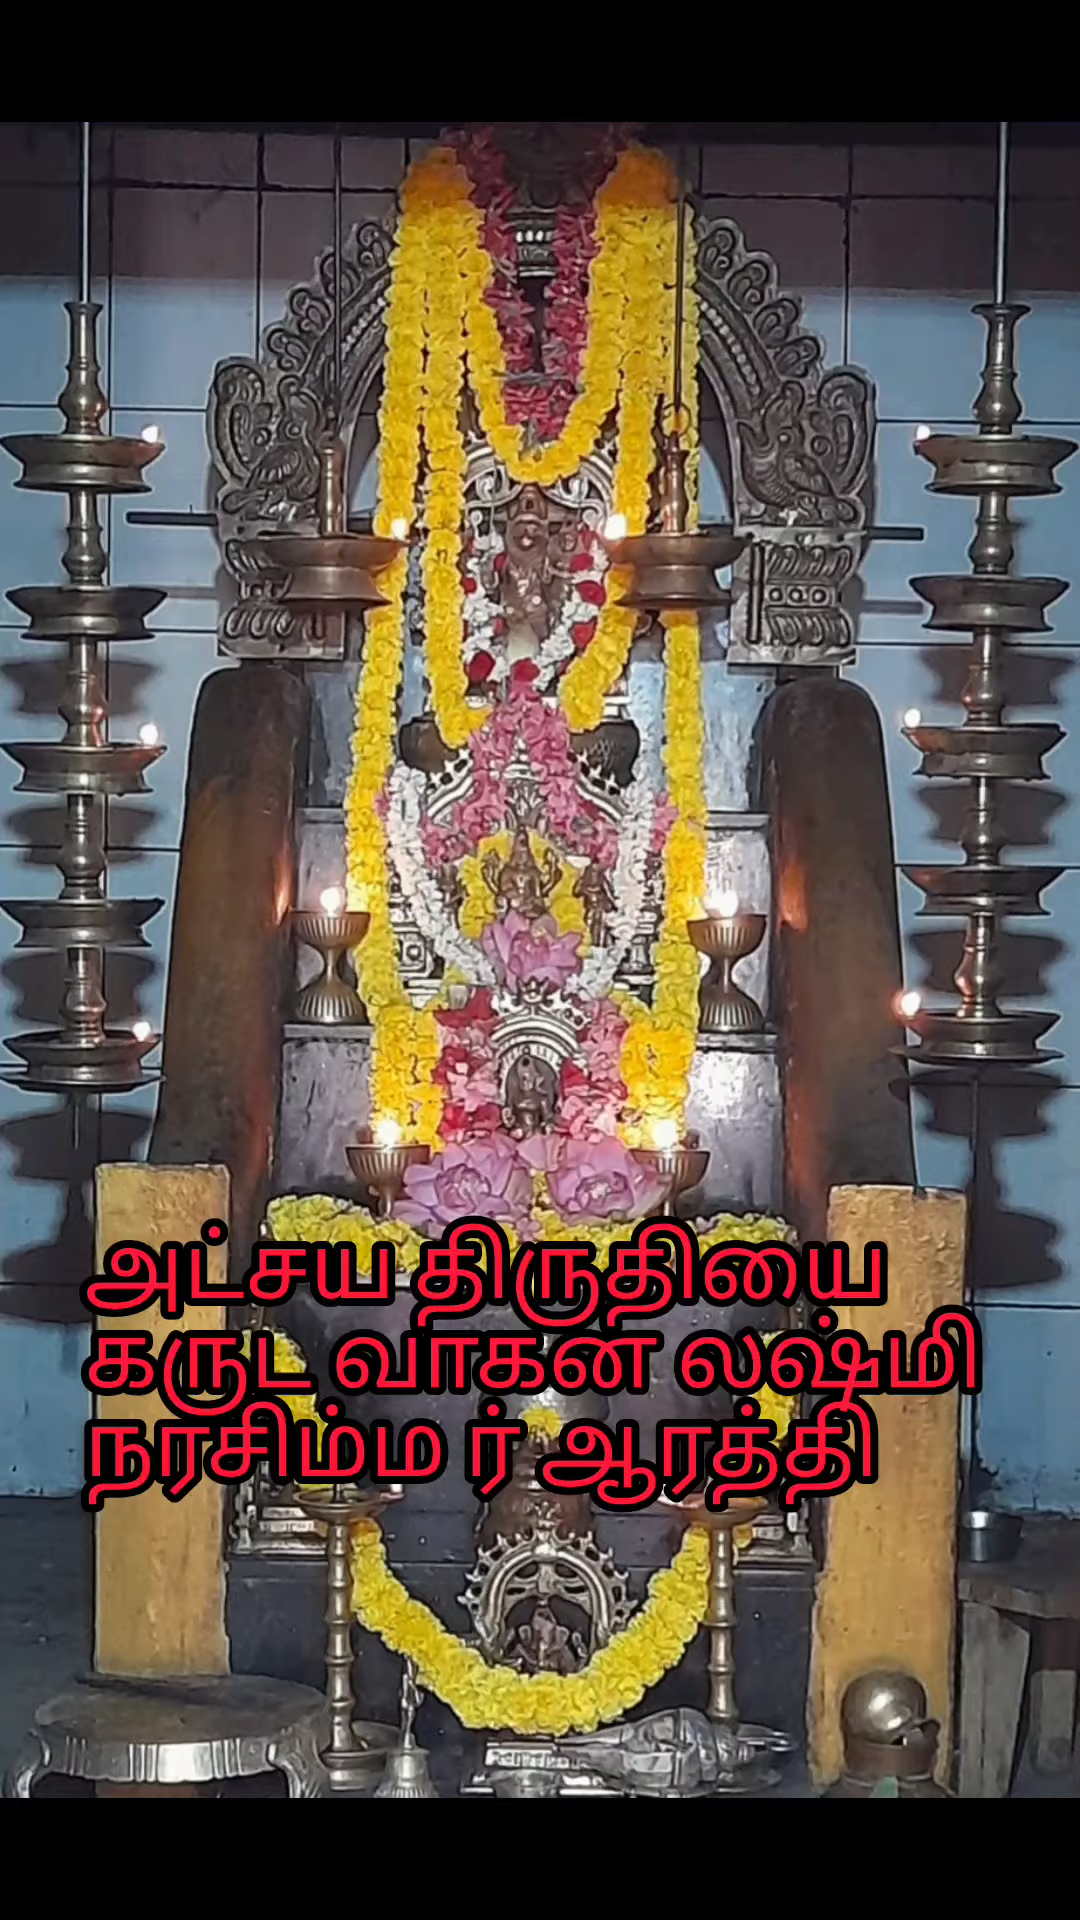 அட்சய திருதியை
கருட வாகன லஷ்மி
நரசிம்ம ர் ஆரத்தி